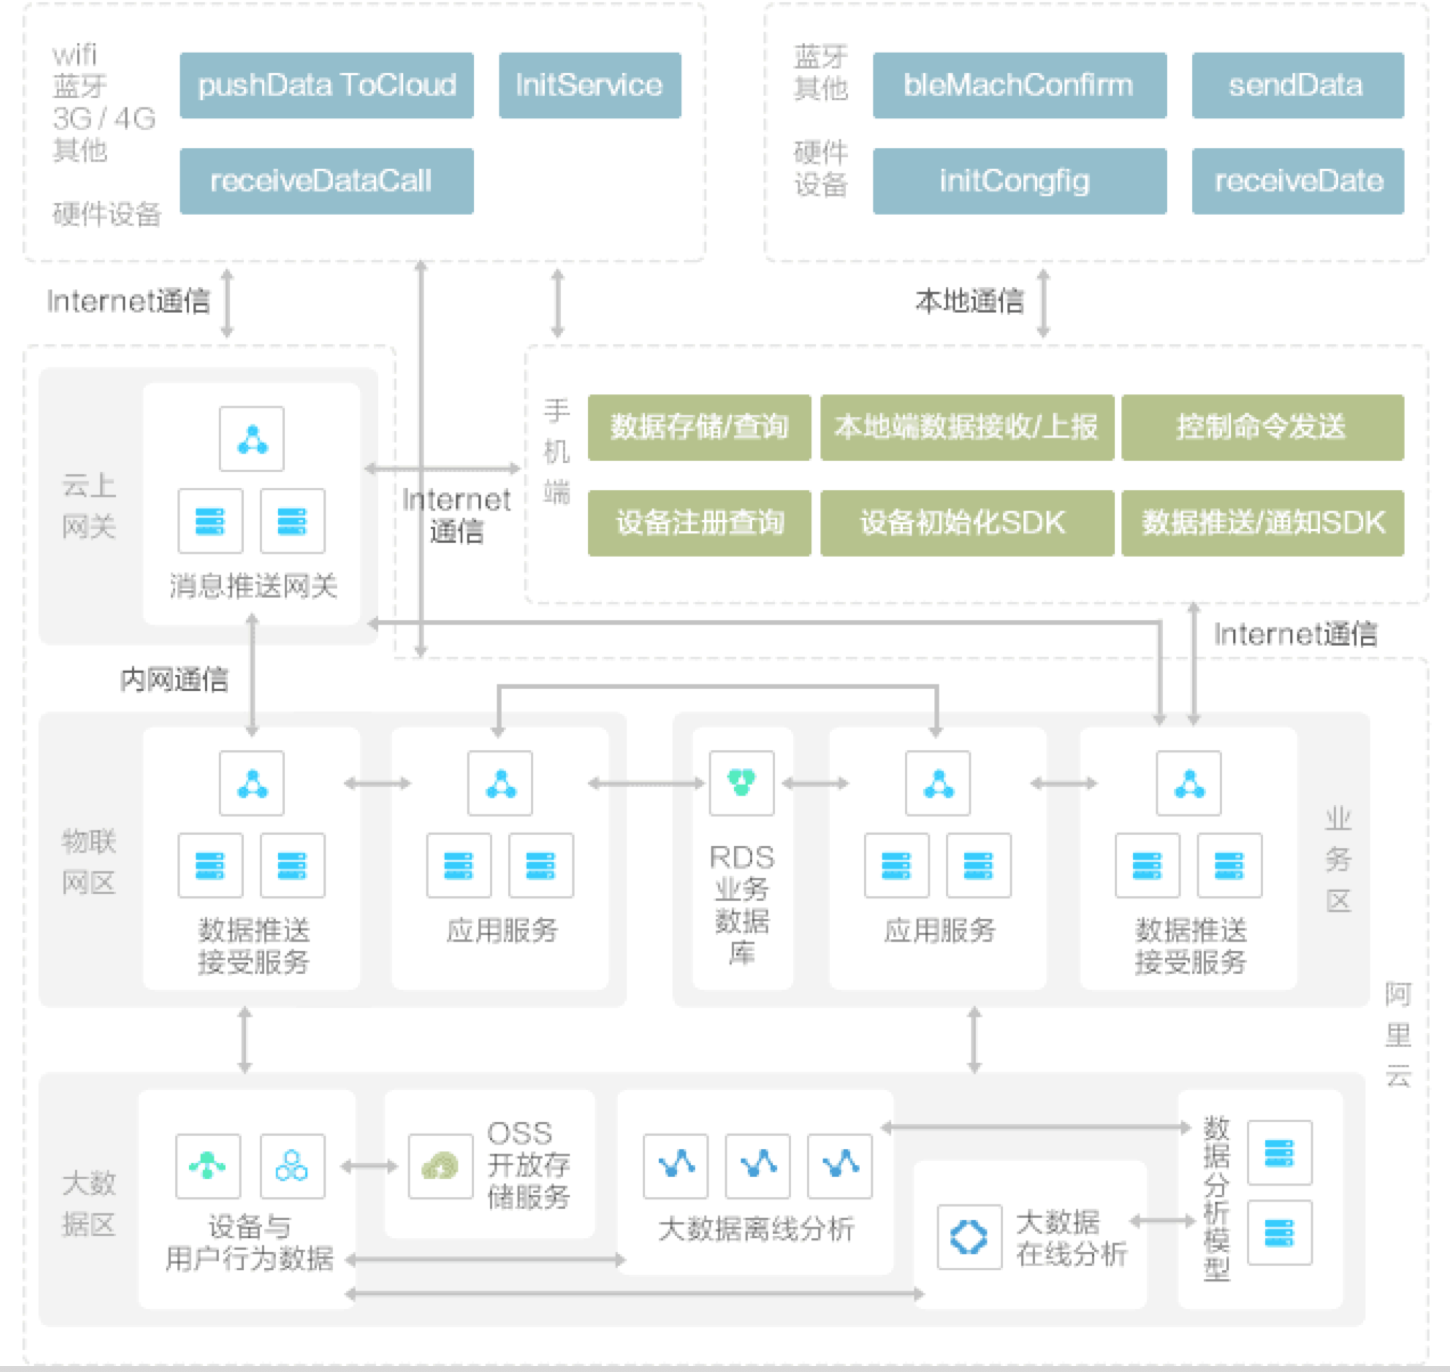 wifi
蓝牙
3G / 4G
其他
硬件设备
pushData ToCloud
InitService
receiveDataCall
蓝牙
其他
硬件
设备
bleMachConfirm
sendData
initCongfig
receiveDate
Internet通信
本地通信
云上
网关
消息推送网关
Internet
通信
手
机
端
数据存储/查询
本地端数据接收/上报
控制命令发送
设备注册查询
设备初始化SDK
数据推送/通知SDK
Internet通信
内网通信
物联
网区
数据推送
接受服务
应用服务
RDS
业务
数据
库
应用服务
数据推送
接受服务
业
务
区
阿
里
云
大数
据区
设备与
用户行为数据
OSS
开放存
储服务
大数据离线分析
大数据
在线分析
数
据
分
析
模
型